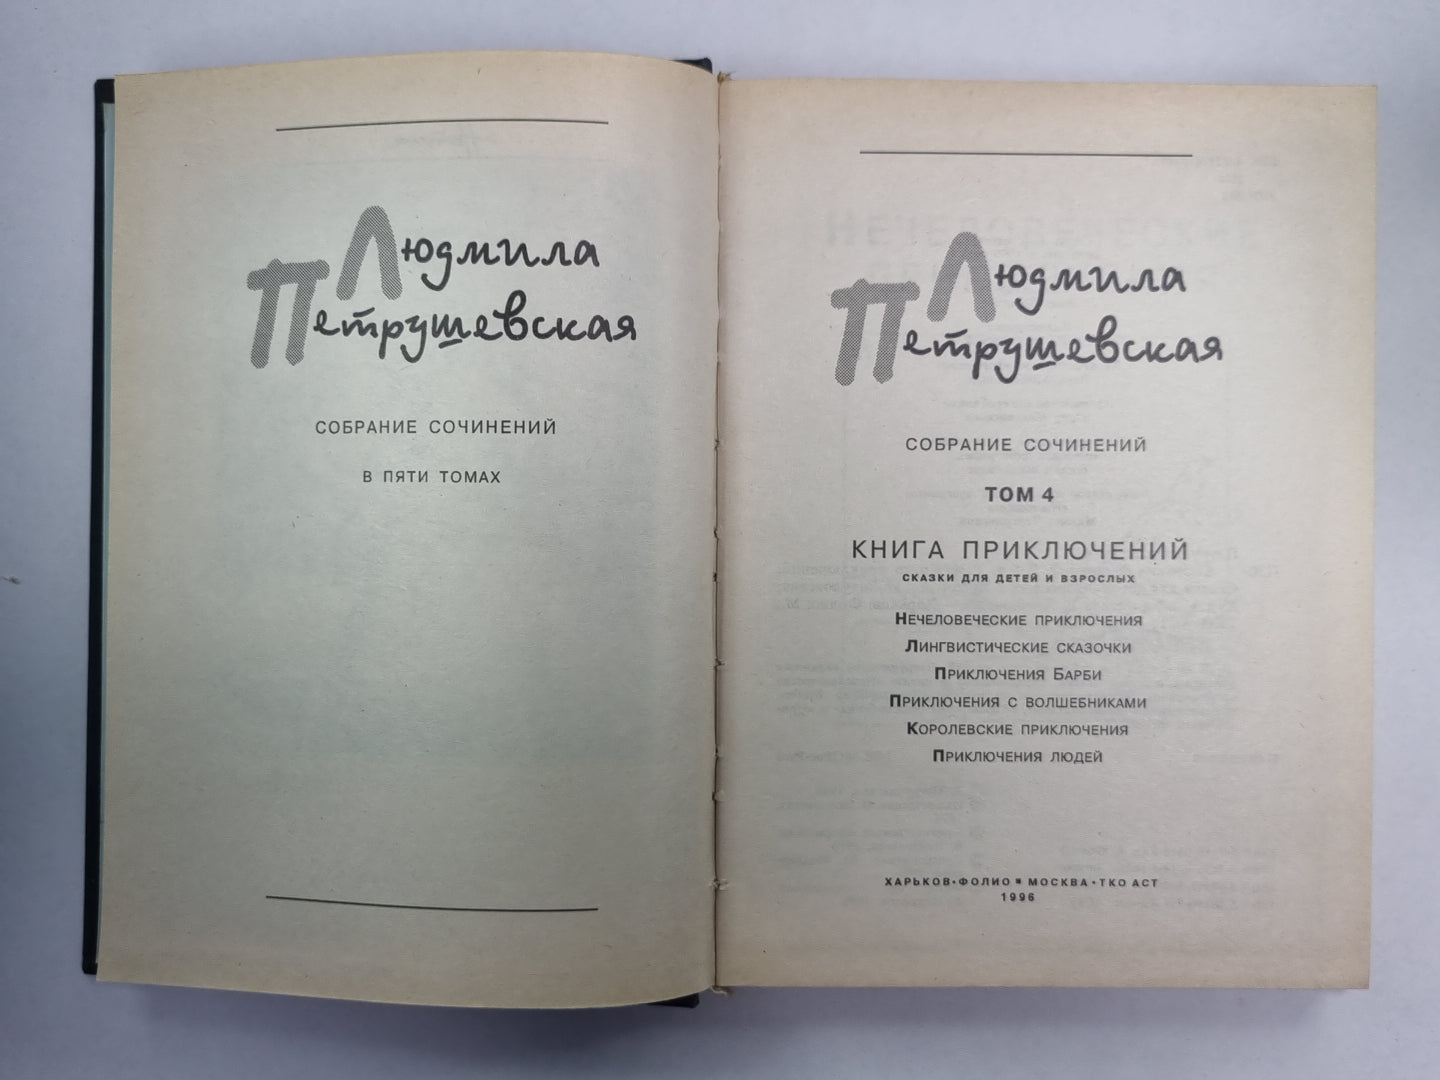 Людмила
Петрушевская
СОБРАНИЕ СОЧИНЕНИЙ
В ПЯТИ ТОМАХ
Людмила
Петрушевская
СОБРАНИЕ СОЧИНЕНИЙ
ТОМ 4
КНИГА ПРИКЛЮЧЕНИЙ
СКАЗКИ ДЛЯ ДЕТЕЙ И ВЗРОСЛЫХ
НЕЧЕЛОВЕЧЕСКИЕ ПРИКЛЮЧЕНИЯ
ЛИНГВИСТИЧЕСКИЕ СКАЗОЧКИ
ПРИКЛЮЧЕНИЯ БАРБИ
ПРИКЛЮЧЕНИЯ С ВОЛШЕБНИКАМИ
КОРОЛЕВСКИЕ ПРИКЛЮЧЕНИЯ
ПРИКЛЮЧЕНИЯ ЛЮДЕЙ
ХАРЬКОВ•ФОЛИО ■ МОСКВА•ТКО АСТ
1996